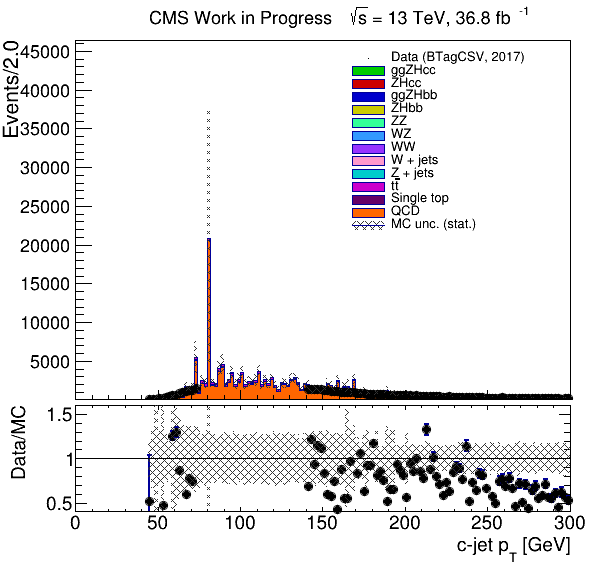 CMS Work in Progress √s = 13 TeV, 36.8 fb⁻¹
Events/2.0
45000
40000
35000
30000
25000
20000
15000
10000
5000
Data (BTagCSV, 2017)
ggZHcc
ZHcc
ggZHbb
ZHbb
ZZ
WZ
WW
W + jets
Z + jets
tt̅
Single top
QCD
MC unc. (stat.)
Data/MC
1.5
1
0.5
0 50 100 150 200 250 300
c-jet p_T [GeV]